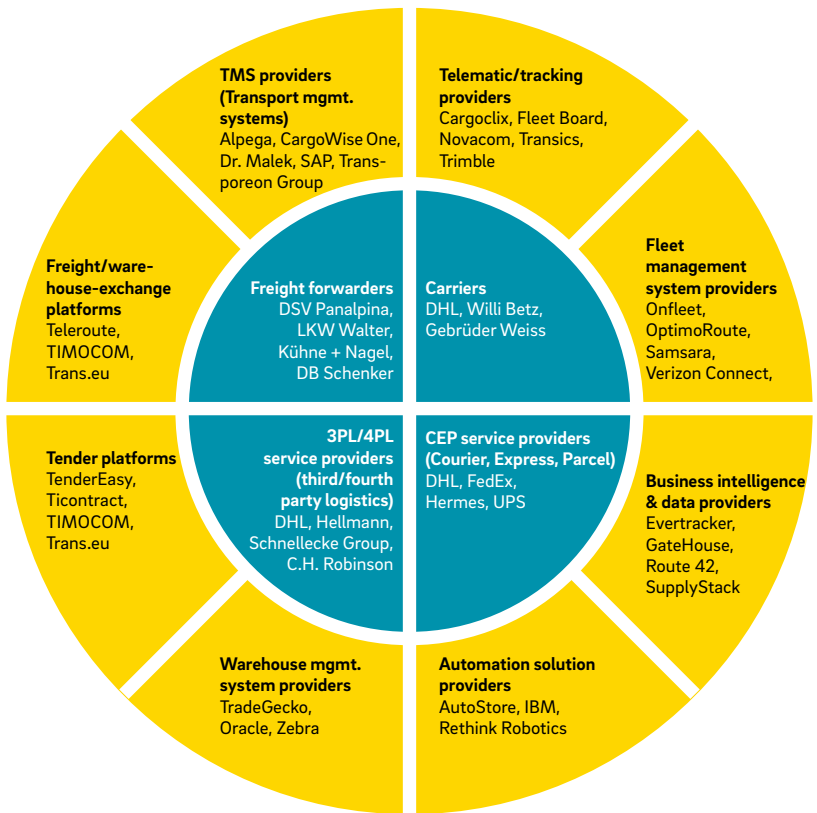 TMS providers
(Transport mgmt.
systems)
Alpega, CargoWise One,
Dr. Malek, SAP, Trans-
poreon Group
Telematic/tracking
providers
Cargoclix, Fleet Board,
Novacom, Transics,
Trimble
Freight/ware-
house-exchange
platforms
Teleroute,
TIMOCOM,
Trans.eu
Freight forwarders
DSV Panalpina,
LKW Walter,
Kühne + Nagel,
DB Schenker
Carriers
DHL, Willi Betz,
Gebrüder Weiss
Fleet
management
system providers
Onfleet,
OptimoRoute,
Samsara,
Verizon Connect,
Tender platforms
TenderEasy,
Ticontract,
TIMOCOM,
Trans.eu
3PL/4PL
service providers
(third/fourth
party logistics)
DHL, Hellmann,
Schnellecke Group,
C.H. Robinson
CEP service providers
(Courier, Express, Parcel)
DHL, FedEx,
Hermes, UPS
Business intelligence
& data providers
Evertracker,
GateHouse,
Route 42,
SupplyStack
Warehouse mgmt.
system providers
TradeGecko,
Oracle, Zebra
Automation solution
providers
AutoStore, IBM,
Rethink Robotics